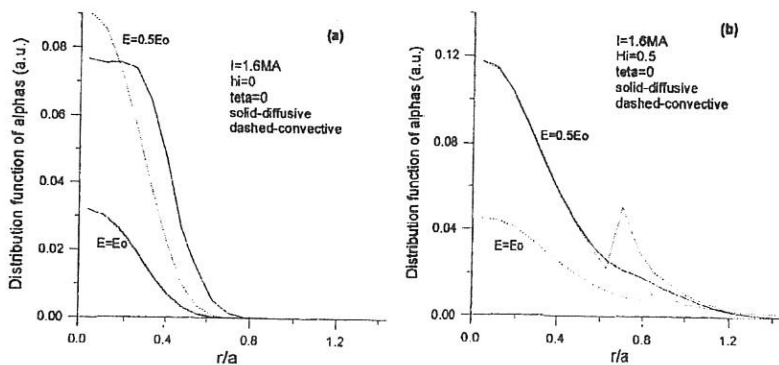 (a)
E=0.5Eo
I=1.6MA
hi=0
teta=0
solid-diffusive
dashed-convective
E=Eo
Distribution function of alphas (a.u.)
0.08
0.06
0.04
0.02
0.00
0.0 0.4 0.8 1.2
r/a
(b)
I=1.6MA
Hi=0.5
teta=0
solid-diffusive
dashed-convective
E=0.5Eo
E=Eo
Distribution function of alphas (a.u.)
0.12
0.08
0.04
0.00
0.0 0.4 0.8 1.2
r/a